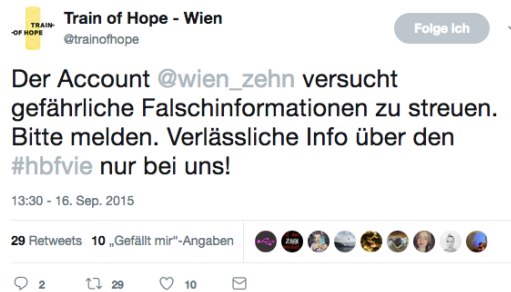 TRAIN-
-OF HOPE
Train of Hope - Wien
@trainofhope
Folge ich
Der Account @wien_zehn versucht
gefährliche Falschinformationen zu streuen.
Bitte melden. Verlässliche Info über den
#hbfvie nur bei uns!
13:30 - 16. Sep. 2015
29 Retweets 10 „Gefällt mir“-Angaben
2 29 10